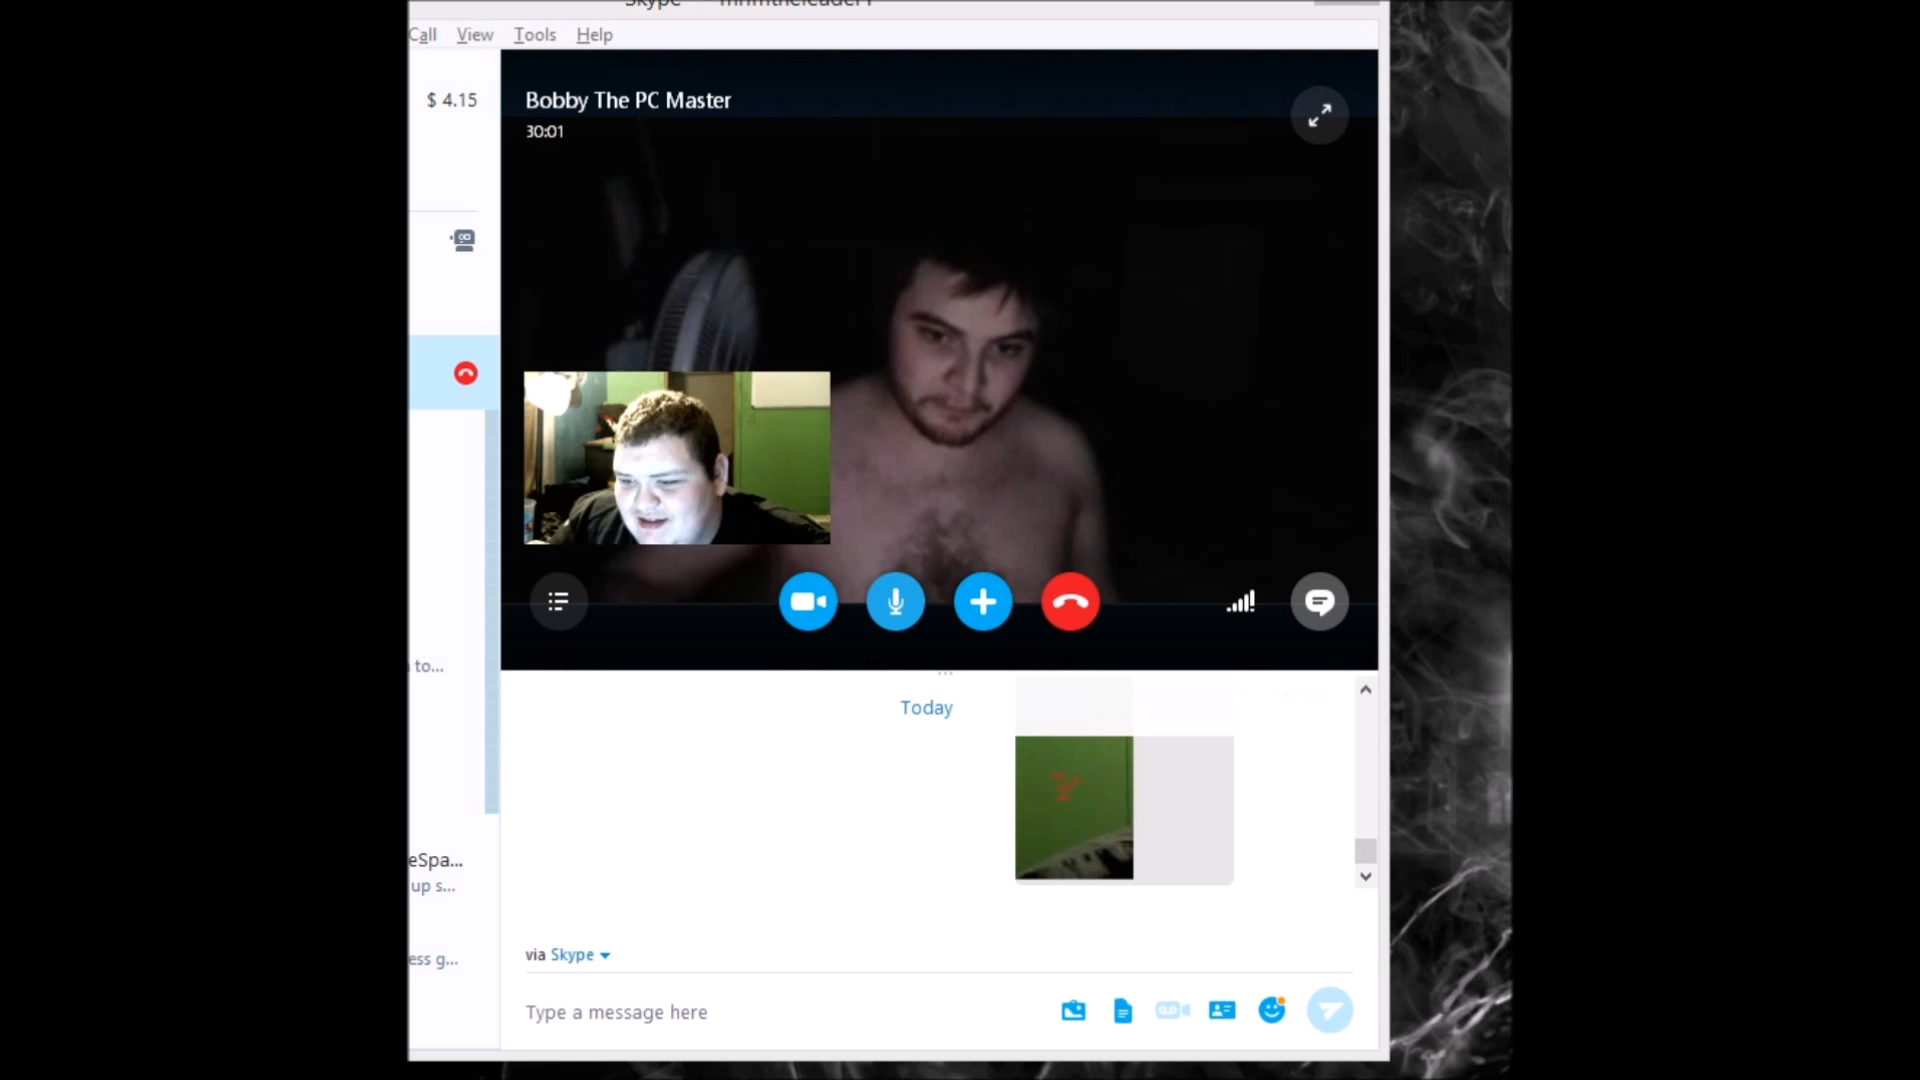 Skype
Call View Tools Help
$ 4.15
Bobby The PC Master
30:01
to...
Today
eSpa...
up s...
ess g...
via Skype
Type a message here